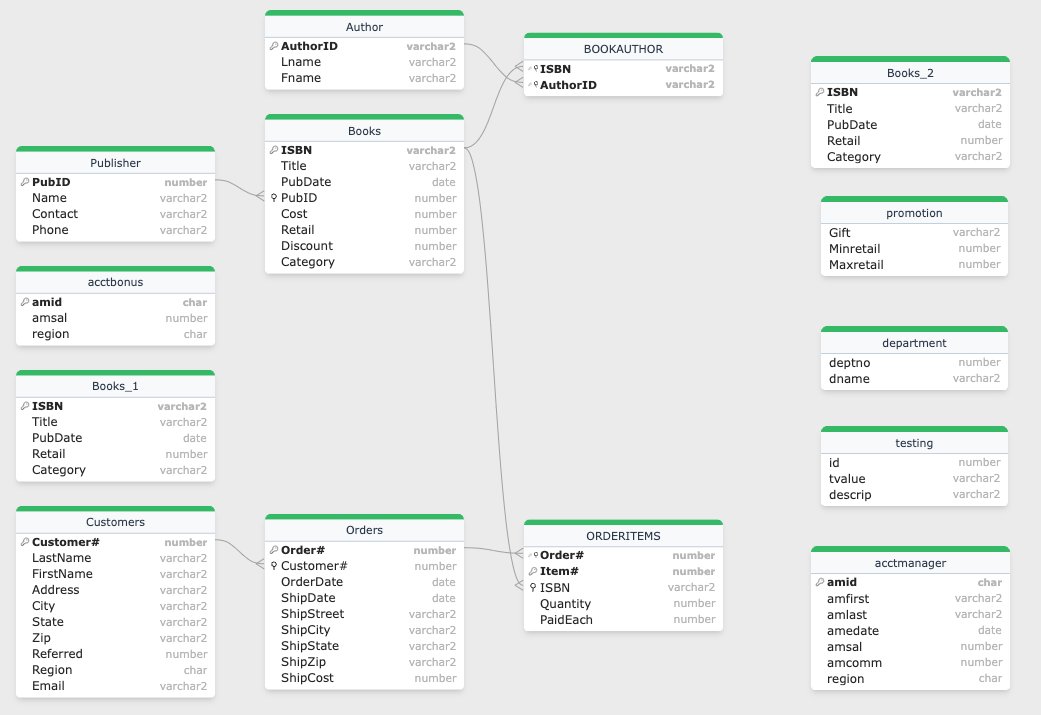 Author
AuthorID varchar2
Lname varchar2
Fname varchar2
BOOKAUTHOR
ISBN varchar2
AuthorID varchar2
Books_2
ISBN varchar2
Title varchar2
PubDate date
Retail number
Category varchar2
Books
ISBN varchar2
Title varchar2
PubDate date
PubID number
Cost number
Retail number
Discount number
Category varchar2
Publisher
PubID number
Name varchar2
Contact varchar2
Phone varchar2
promotion
Gift varchar2
Minretail number
Maxretail number
acctbonus
amid char
amsal number
region char
department
deptno number
dname varchar2
Books_1
ISBN varchar2
Title varchar2
PubDate date
Retail number
Category varchar2
testing
id number
tvalue varchar2
descrip varchar2
Customers
Customer# number
LastName varchar2
FirstName varchar2
Address varchar2
City varchar2
State varchar2
Zip varchar2
Referred number
Region char
Email varchar2
Orders
Order# number
Customer# number
OrderDate date
ShipDate date
ShipStreet varchar2
ShipCity varchar2
ShipState varchar2
ShipZip varchar2
ShipCost number
ORDERITEMS
Order# number
Item# number
ISBN varchar2
Quantity number
PaidEach number
acctmanager
amid char
amfirst varchar2
amlast varchar2
amedate date
amsal number
amcomm number
region char